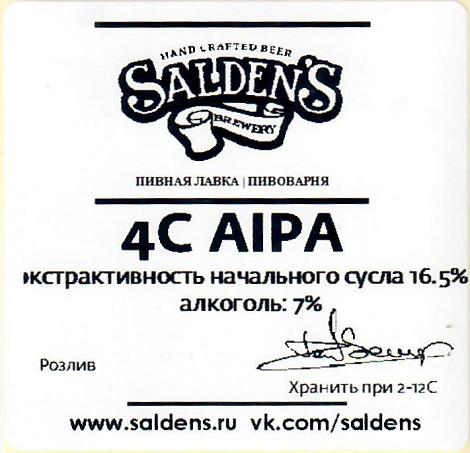 HAND CRAFTED BEER
SALDEN'S
BREWERY
ПИВНАЯ ЛАВКА | ПИВОВАРНЯ
4C AIPA
экстрактивность начального сусла 16.5%
алкоголь: 7%
Розлив
Хранить при 2-12С
www.saldens.ru vk.com/saldens